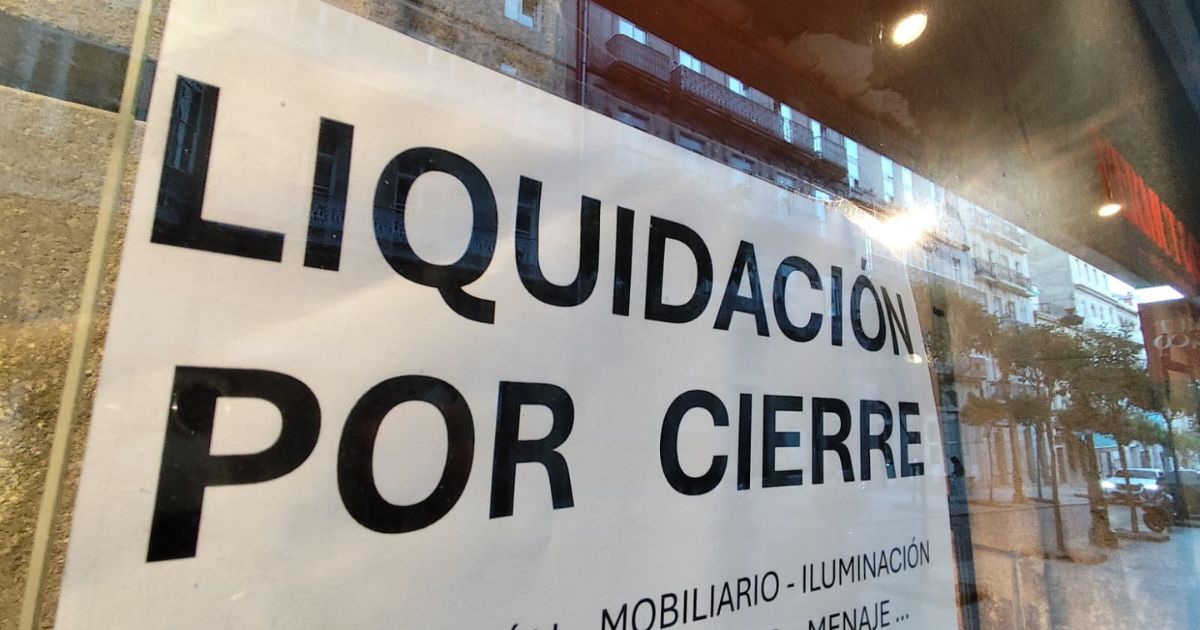 LIQUIDACIÓN
POR CIERRE
MOBILIARIO - ILUMINACIÓN
MENAJE ...